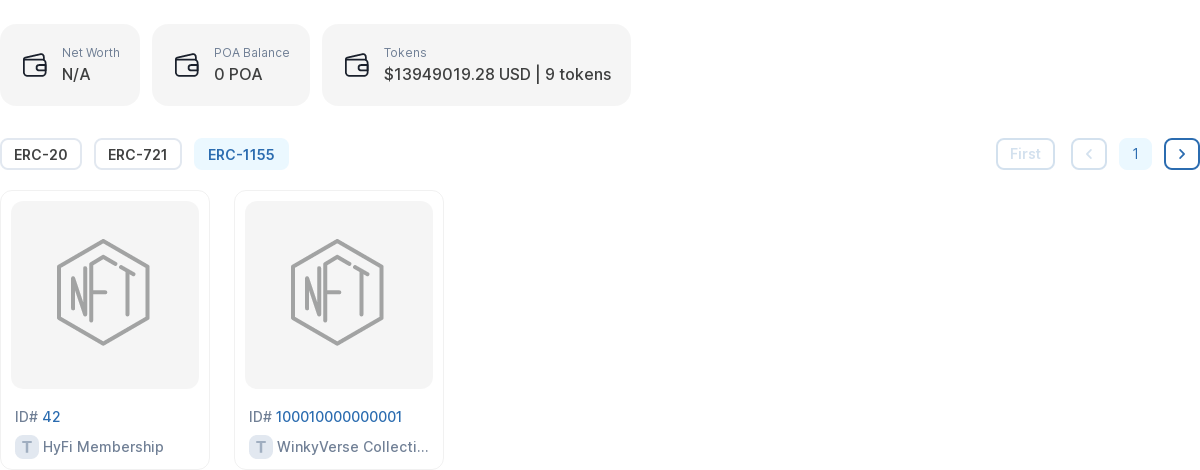 Net Worth
N/A
POA Balance
0 POA
Tokens
$13949019.28 USD | 9 tokens
ERC-20
ERC-721
ERC-1155
First
1
NFT
NFT
ID# 42
T HyFi Membership
ID# 100010000000001
T WinkyVerse Collecti...